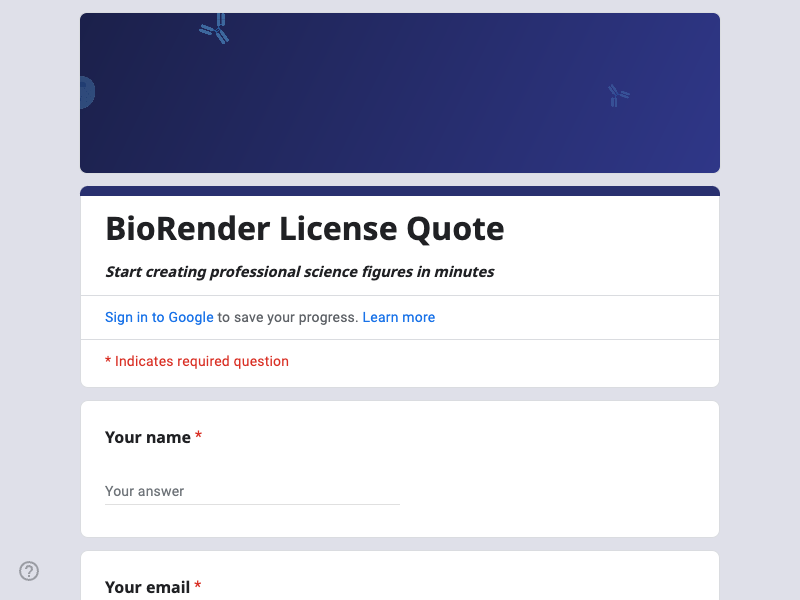 BioRender License Quote
Start creating professional science figures in minutes
Sign in to Google to save your progress. Learn more
* Indicates required question
Your name *
Your answer
Your email *